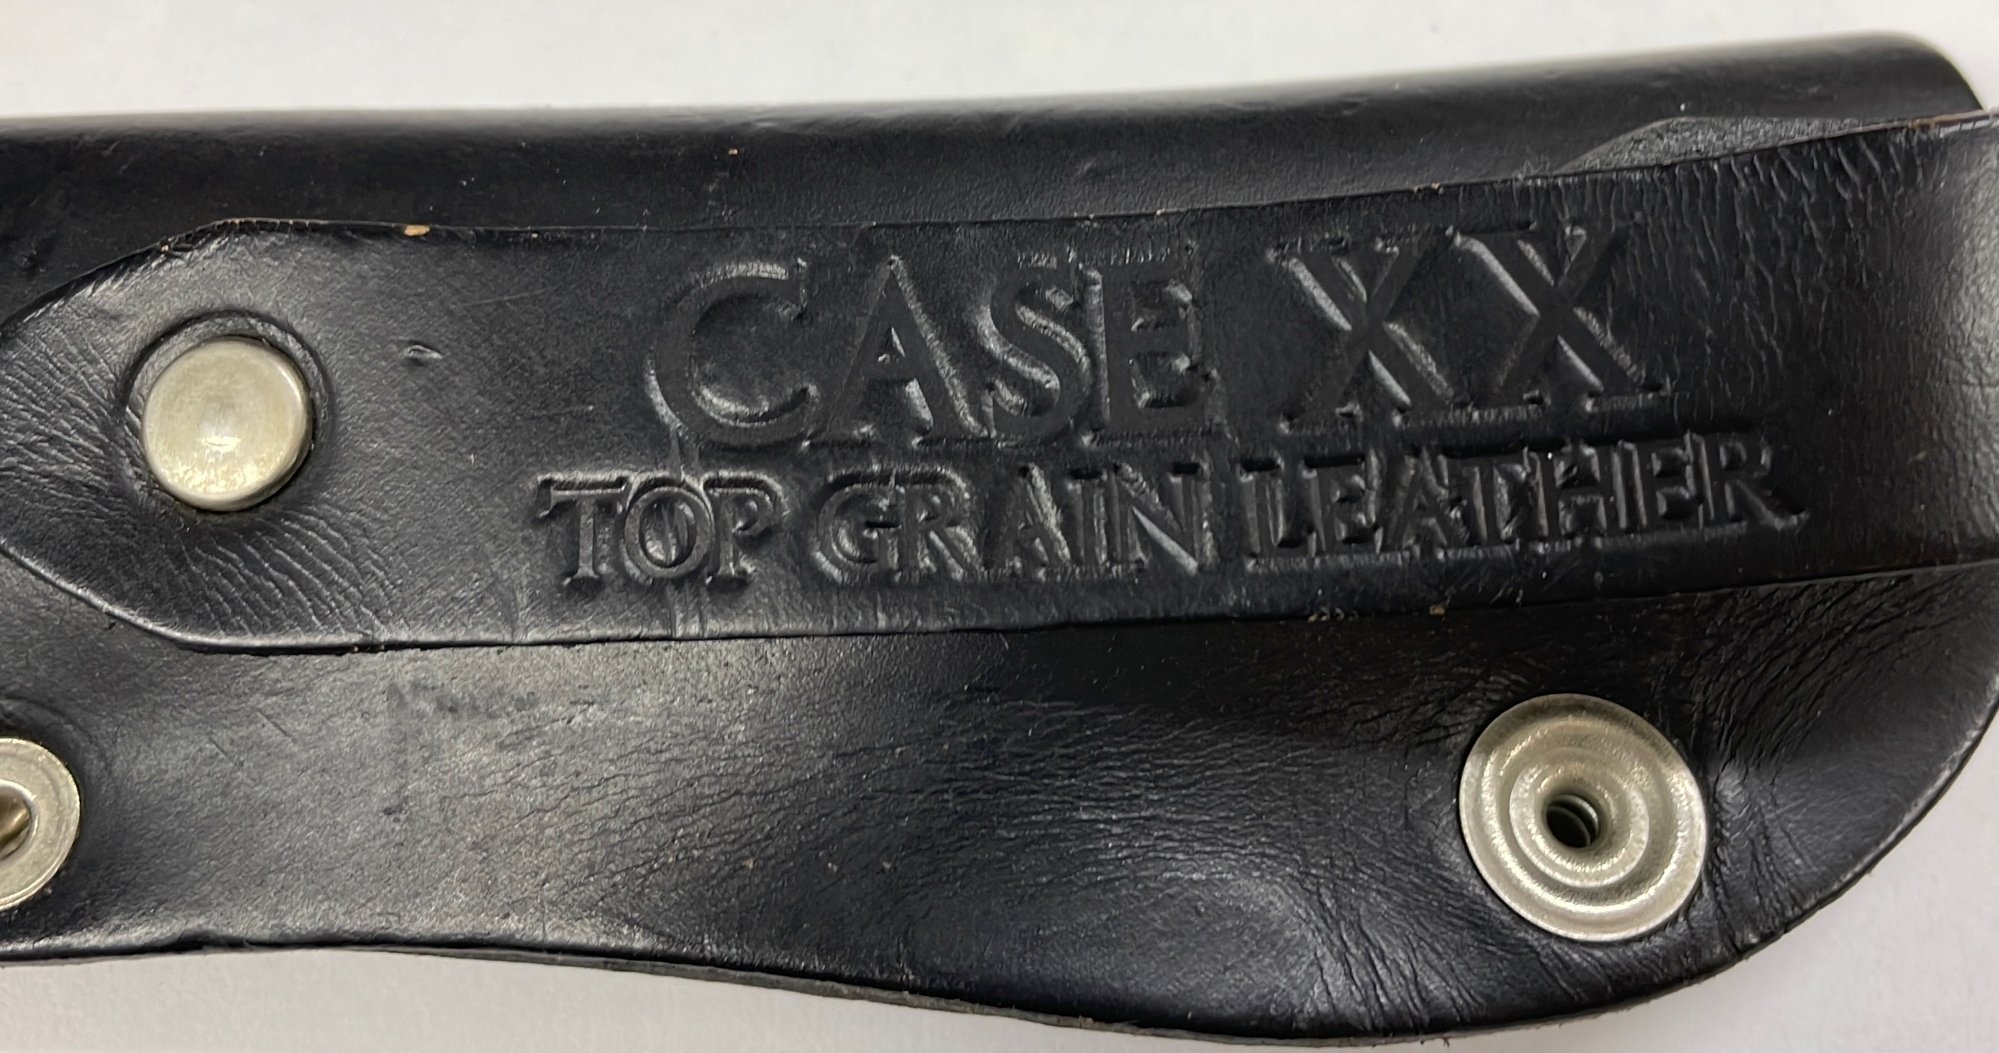 CASE XX
TOP GRAIN LEATHER